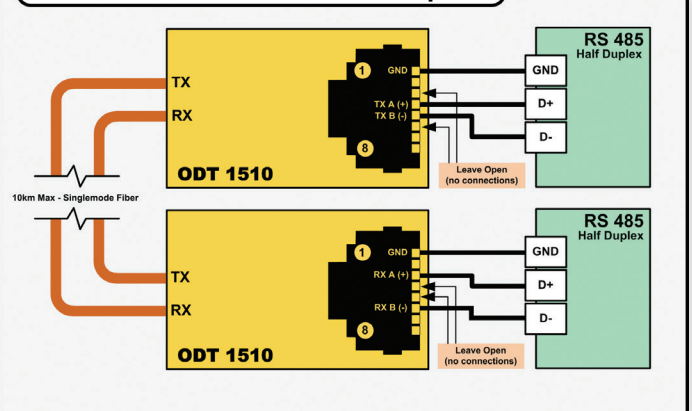 RS 485
Half Duplex
1
GND
GND
TX
TX A (+)
D+
RX
TX B (-)
D-
8
Leave Open
(no connections)
ODT 1510
10km Max - Singlemode Fiber
RS 485
Half Duplex
1
GND
GND
TX
RX A (+)
D+
RX
RX B (-)
D-
8
Leave Open
(no connections)
ODT 1510